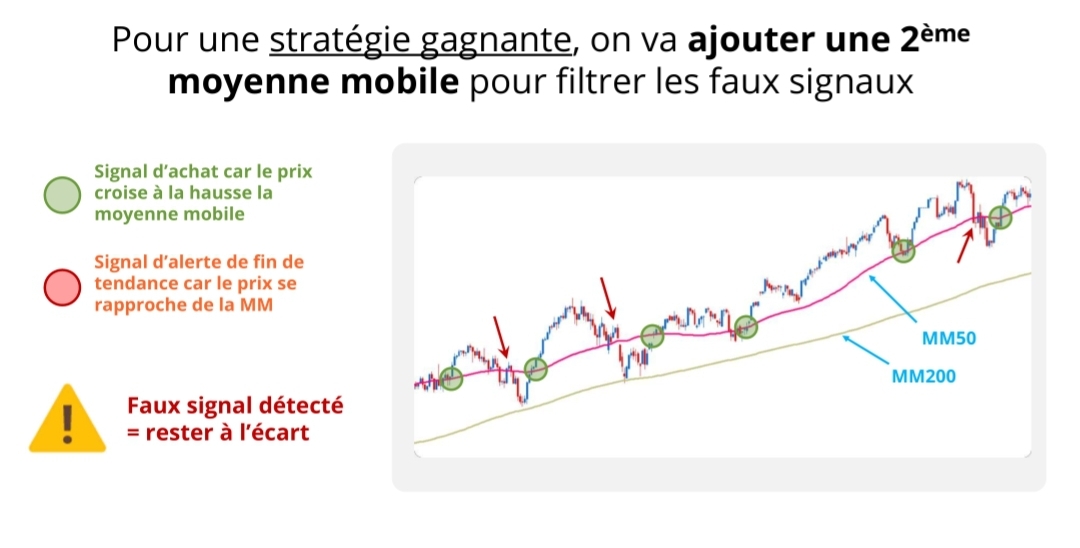 Pour une stratégie gagnante, on va ajouter une 2ème
moyenne mobile pour filtrer les faux signaux
Signal d’achat car le prix
croise à la hausse la
moyenne mobile
Signal d’alerte de fin de
tendance car le prix se
rapproche de la MM
Faux signal détecté
= rester à l’écart
MM50
MM200